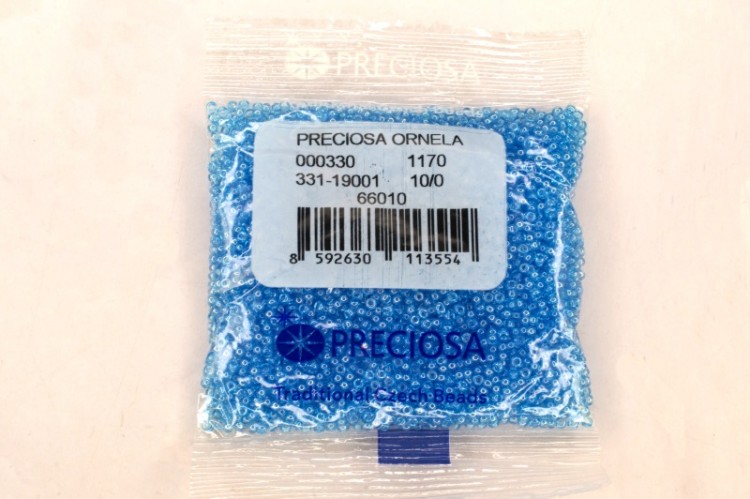 PRECIOSA
PRECIOSA ORNELA
000330 1170
331-19001 10/0
66010
8 592630 113554
PRECIOSA
Traditional Czech Beads